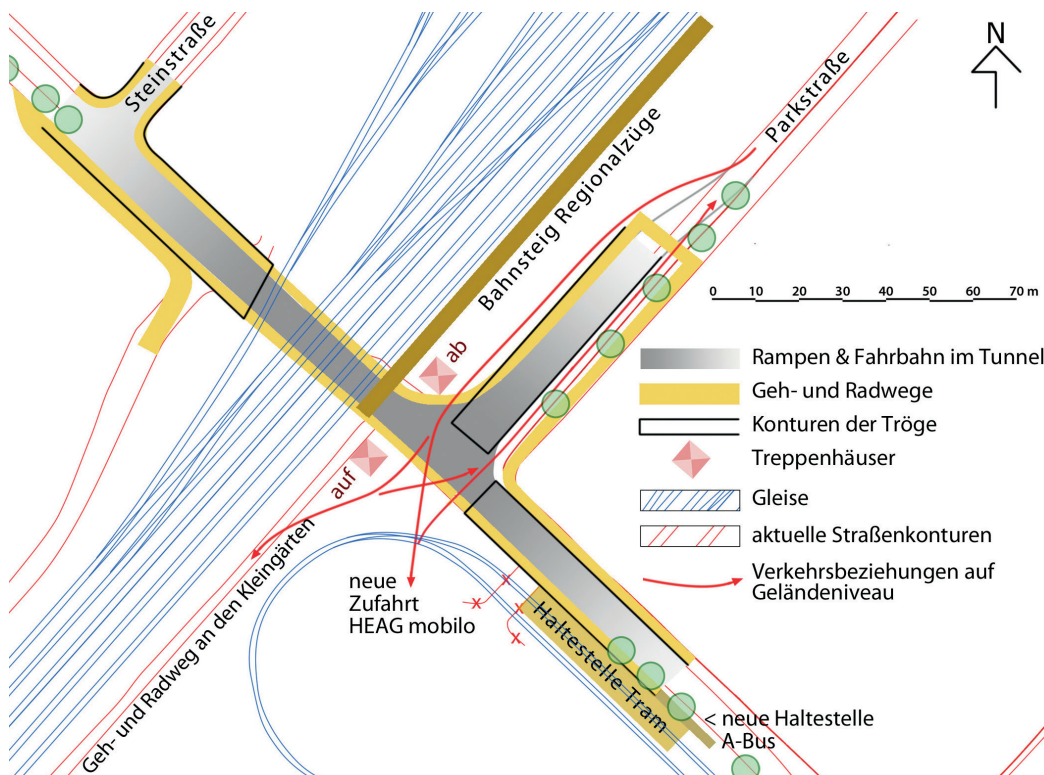 Steinstraße
N
Parkstraße
Bahnsteig Regionalzüge
0 10 20 30 40 50 60 70 m
Rampen & Fahrbahn im Tunnel
Geh- und Radwege
Konturen der Tröge
Treppenhäuser
Gleise
aktuelle Straßenkonturen
Verkehrsbeziehungen auf
Geländeniveau
ab
auf
Geh- und Radweg an den Kleingärten
neue
Zufahrt
HEAG mobilo
x
x
x
Haltestelle Tram
< neue Haltestelle
A-Bus